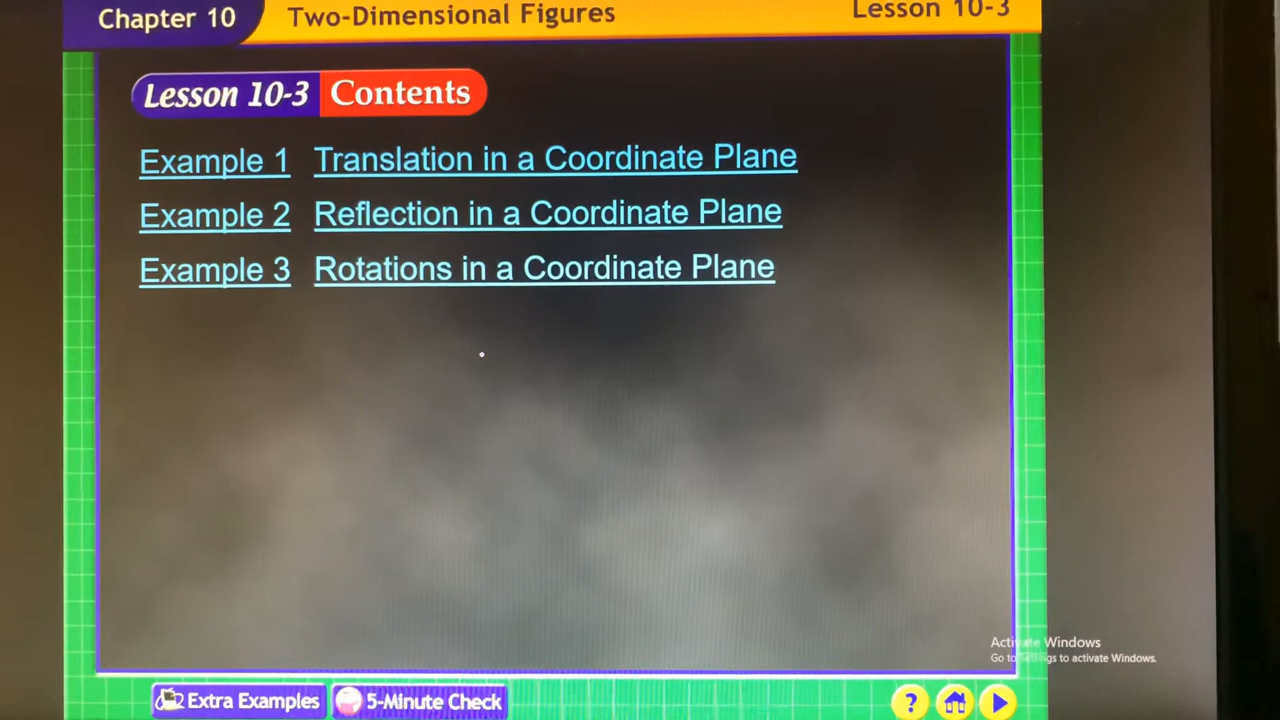 Chapter 10 Two-Dimensional Figures Lesson 10-3
Lesson 10-3 Contents
Example 1 Translation in a Coordinate Plane
Example 2 Reflection in a Coordinate Plane
Example 3 Rotations in a Coordinate Plane
Activate Windows
Go to Settings to activate Windows.
Extra Examples 5-Minute Check ?